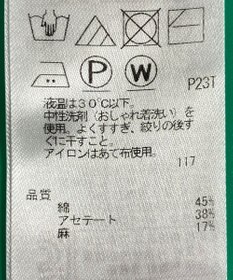 P W P23T
液温は30℃以下。
中性洗剤（おしゃれ着洗い）を
使用。よくすすぎ、絞りの後す
ぐに干すこと。
アイロンはあて布使用。
117
品質
綿 45%
アセテート 38%
麻 17%